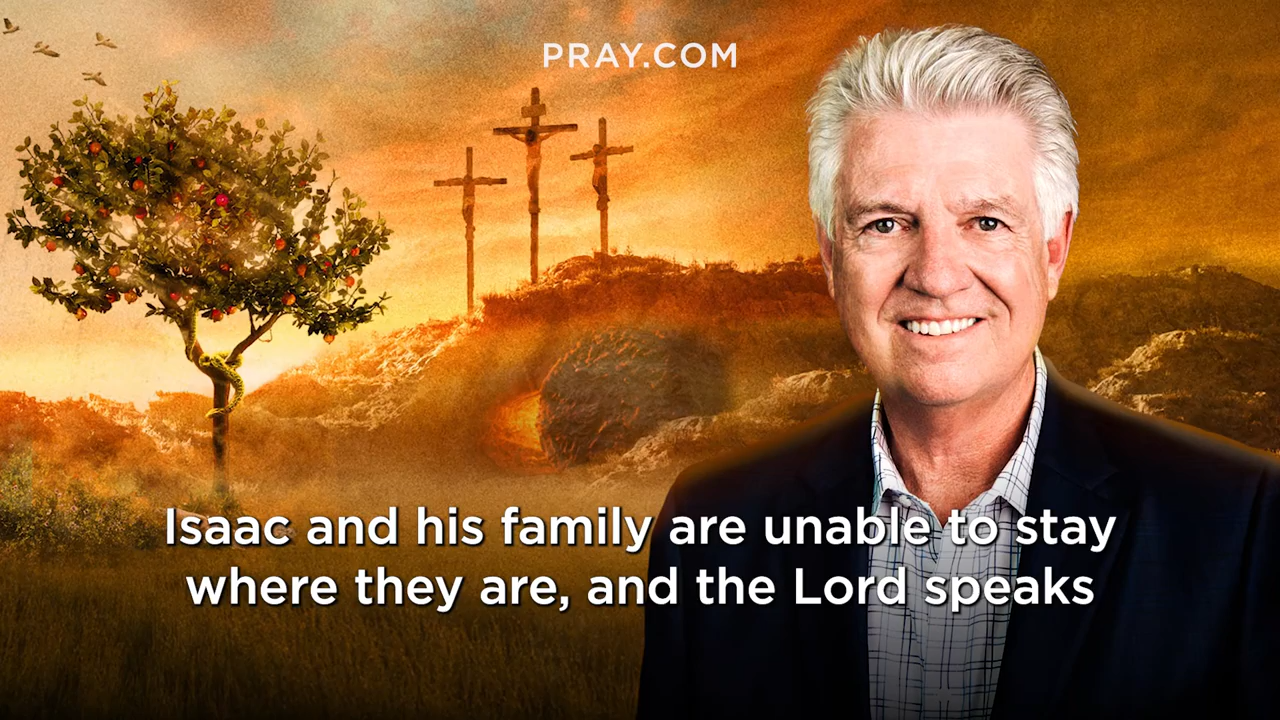 PRAY.COM
Isaac and his family are unable to stay
where they are, and the Lord speaks